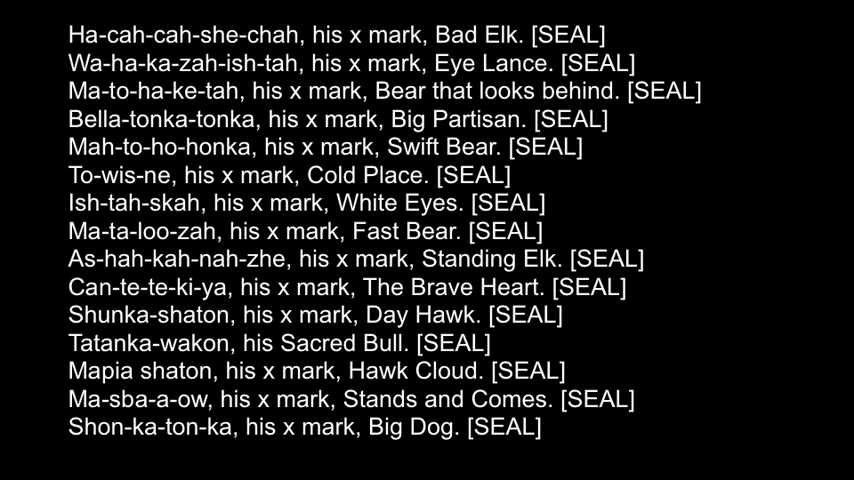 Ha-cah-cah-she-chah, his x mark, Bad Elk. [SEAL]
Wa-ha-ka-zah-ish-tah, his x mark, Eye Lance. [SEAL]
Ma-to-ha-ke-tah, his x mark, Bear that looks behind. [SEAL]
Bella-tonka-tonka, his x mark, Big Partisan. [SEAL]
Mah-to-ho-honka, his x mark, Swift Bear. [SEAL]
To-wis-ne, his x mark, Cold Place. [SEAL]
Ish-tah-skah, his x mark, White Eyes. [SEAL]
Ma-ta-loo-zah, his x mark, Fast Bear. [SEAL]
As-hah-kah-nah-zhe, his x mark, Standing Elk. [SEAL]
Can-te-te-ki-ya, his x mark, The Brave Heart. [SEAL]
Shunka-shaton, his x mark, Day Hawk. [SEAL]
Tatanka-wakon, his Sacred Bull. [SEAL]
Mapia shaton, his x mark, Hawk Cloud. [SEAL]
Ma-sba-a-ow, his x mark, Stands and Comes. [SEAL]
Shon-ka-ton-ka, his x mark, Big Dog. [SEAL]